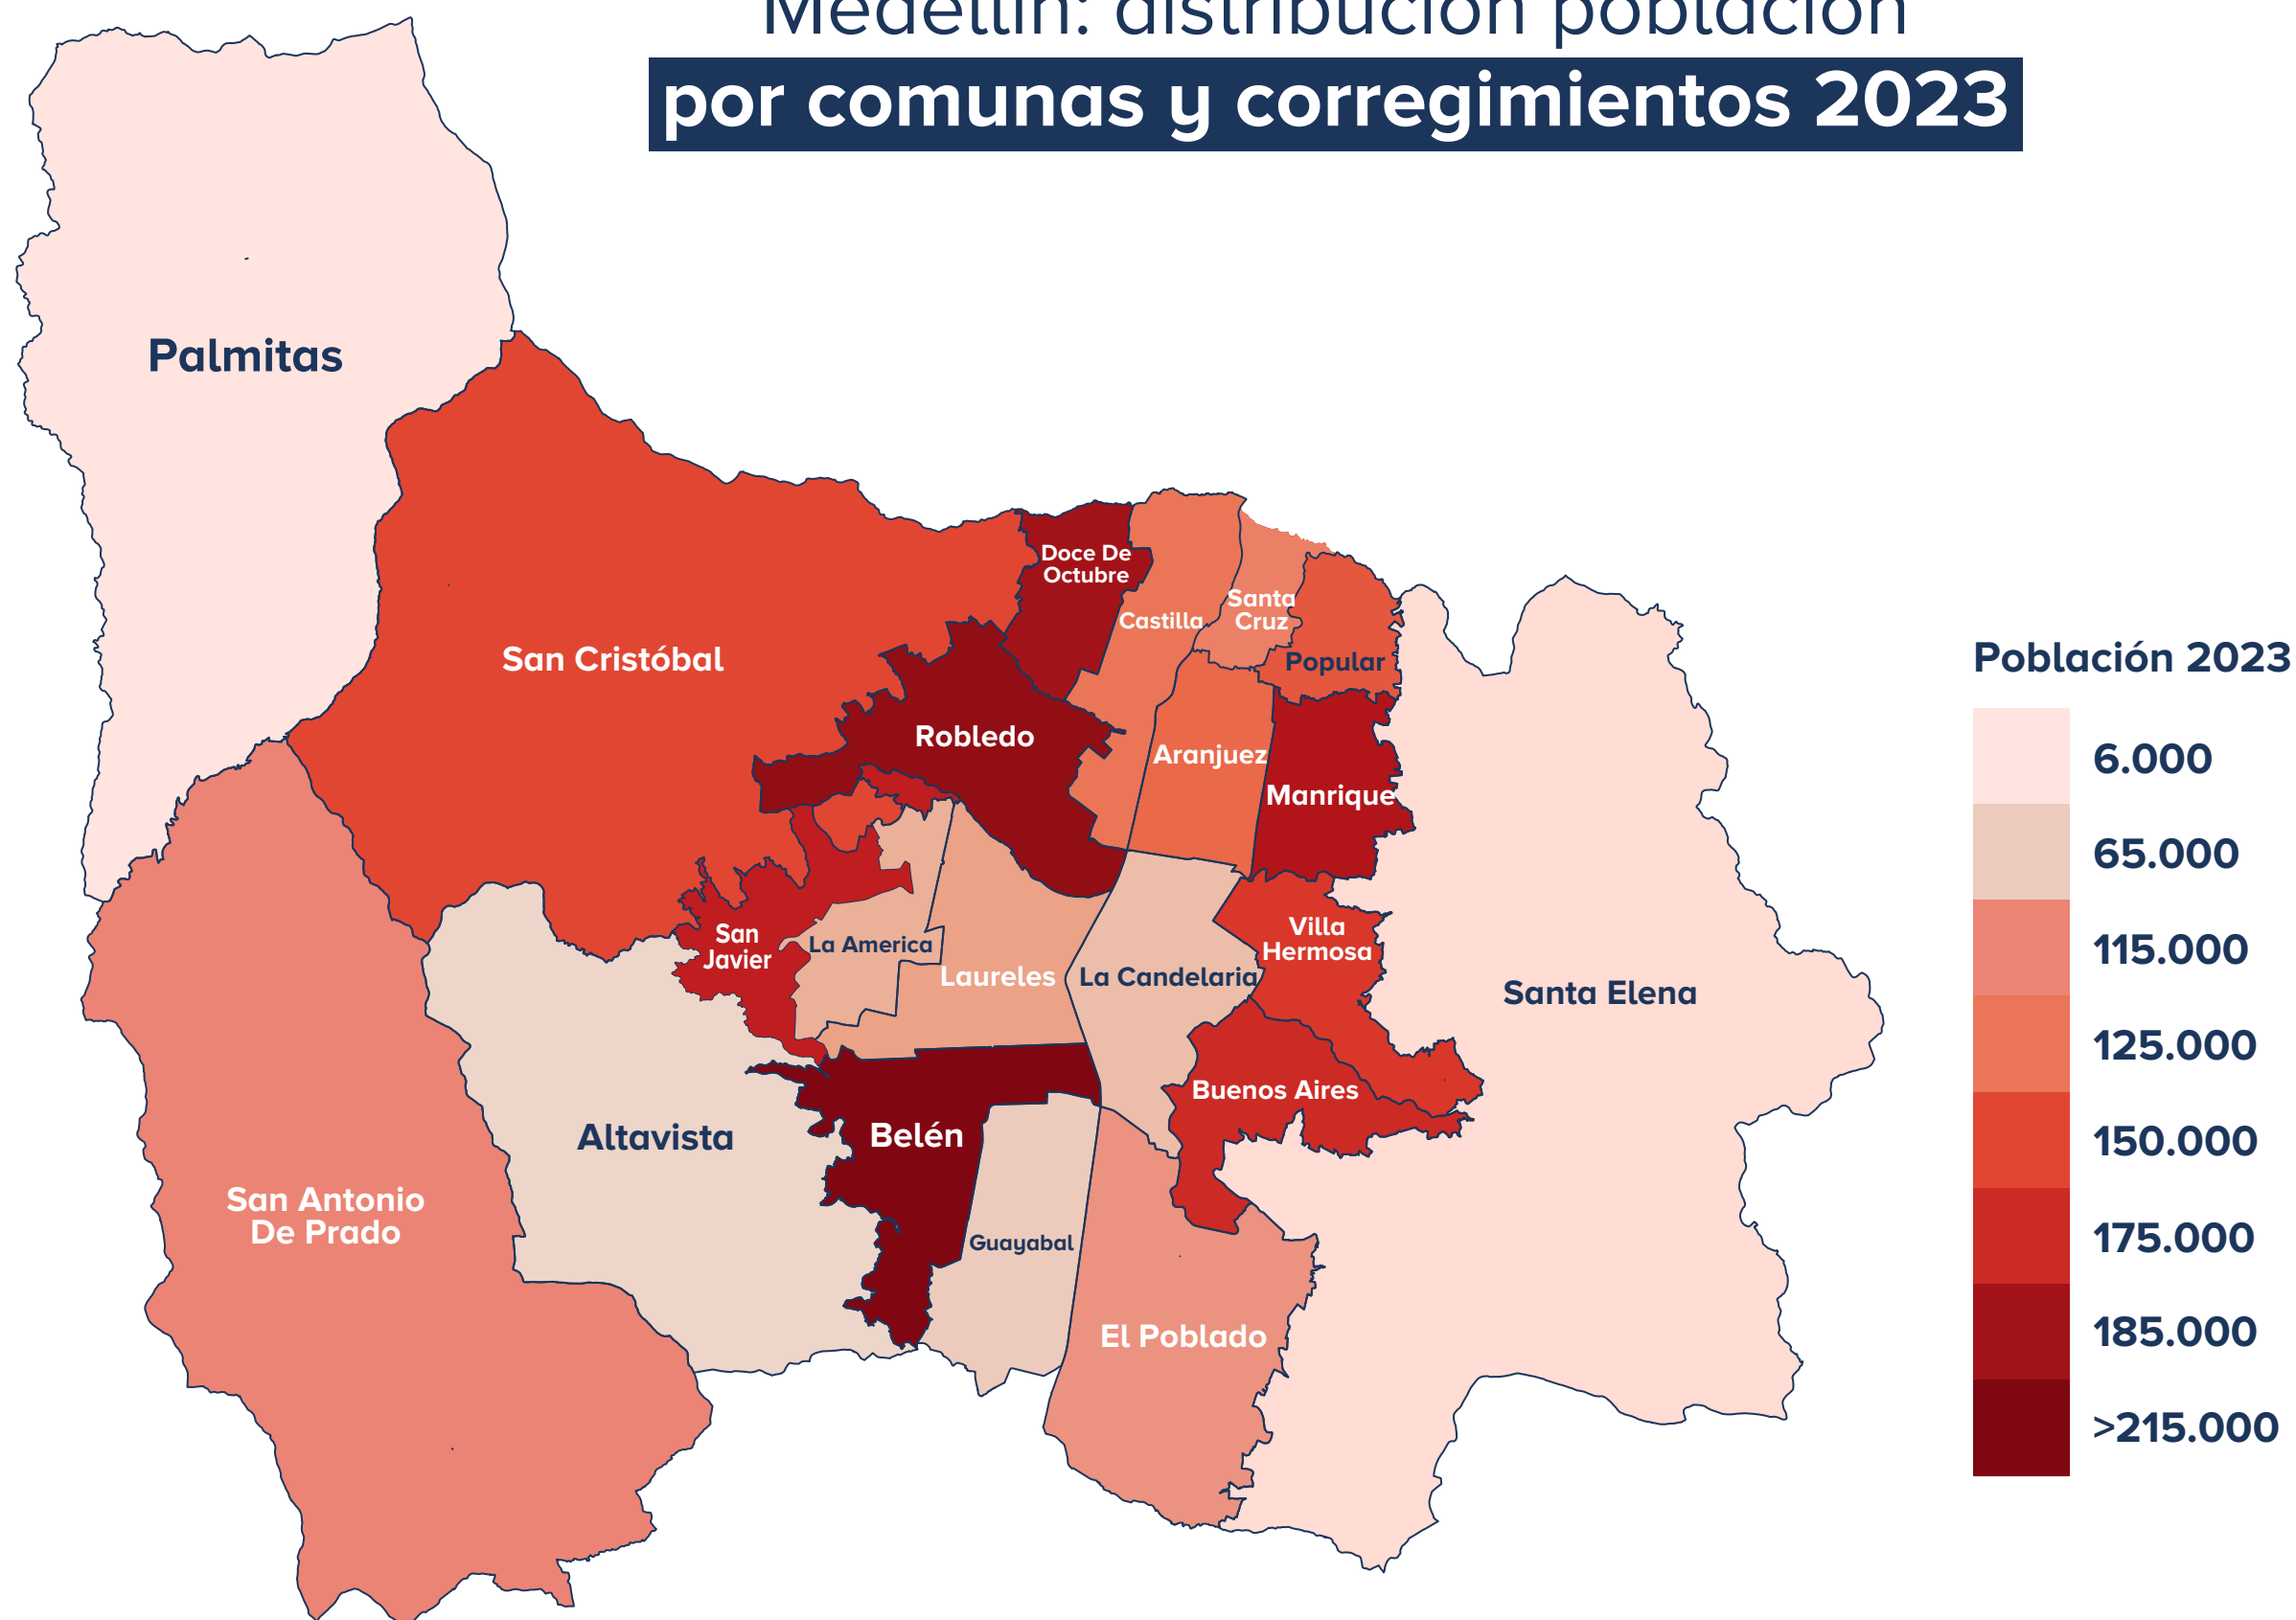 Medellín: distribución población
por comunas y corregimientos 2023
Palmitas
San Cristóbal
Doce De
Octubre
Castilla
Santa
Cruz
Popular
Robledo
Aranjuez
Manrique
San
Javier
La America
Laureles
La Candelaria
Villa
Hermosa
Santa Elena
Buenos Aires
Altavista
Belén
San Antonio
De Prado
Guayabal
El Poblado
Población 2023
6.000
65.000
115.000
125.000
150.000
175.000
185.000
>215.000